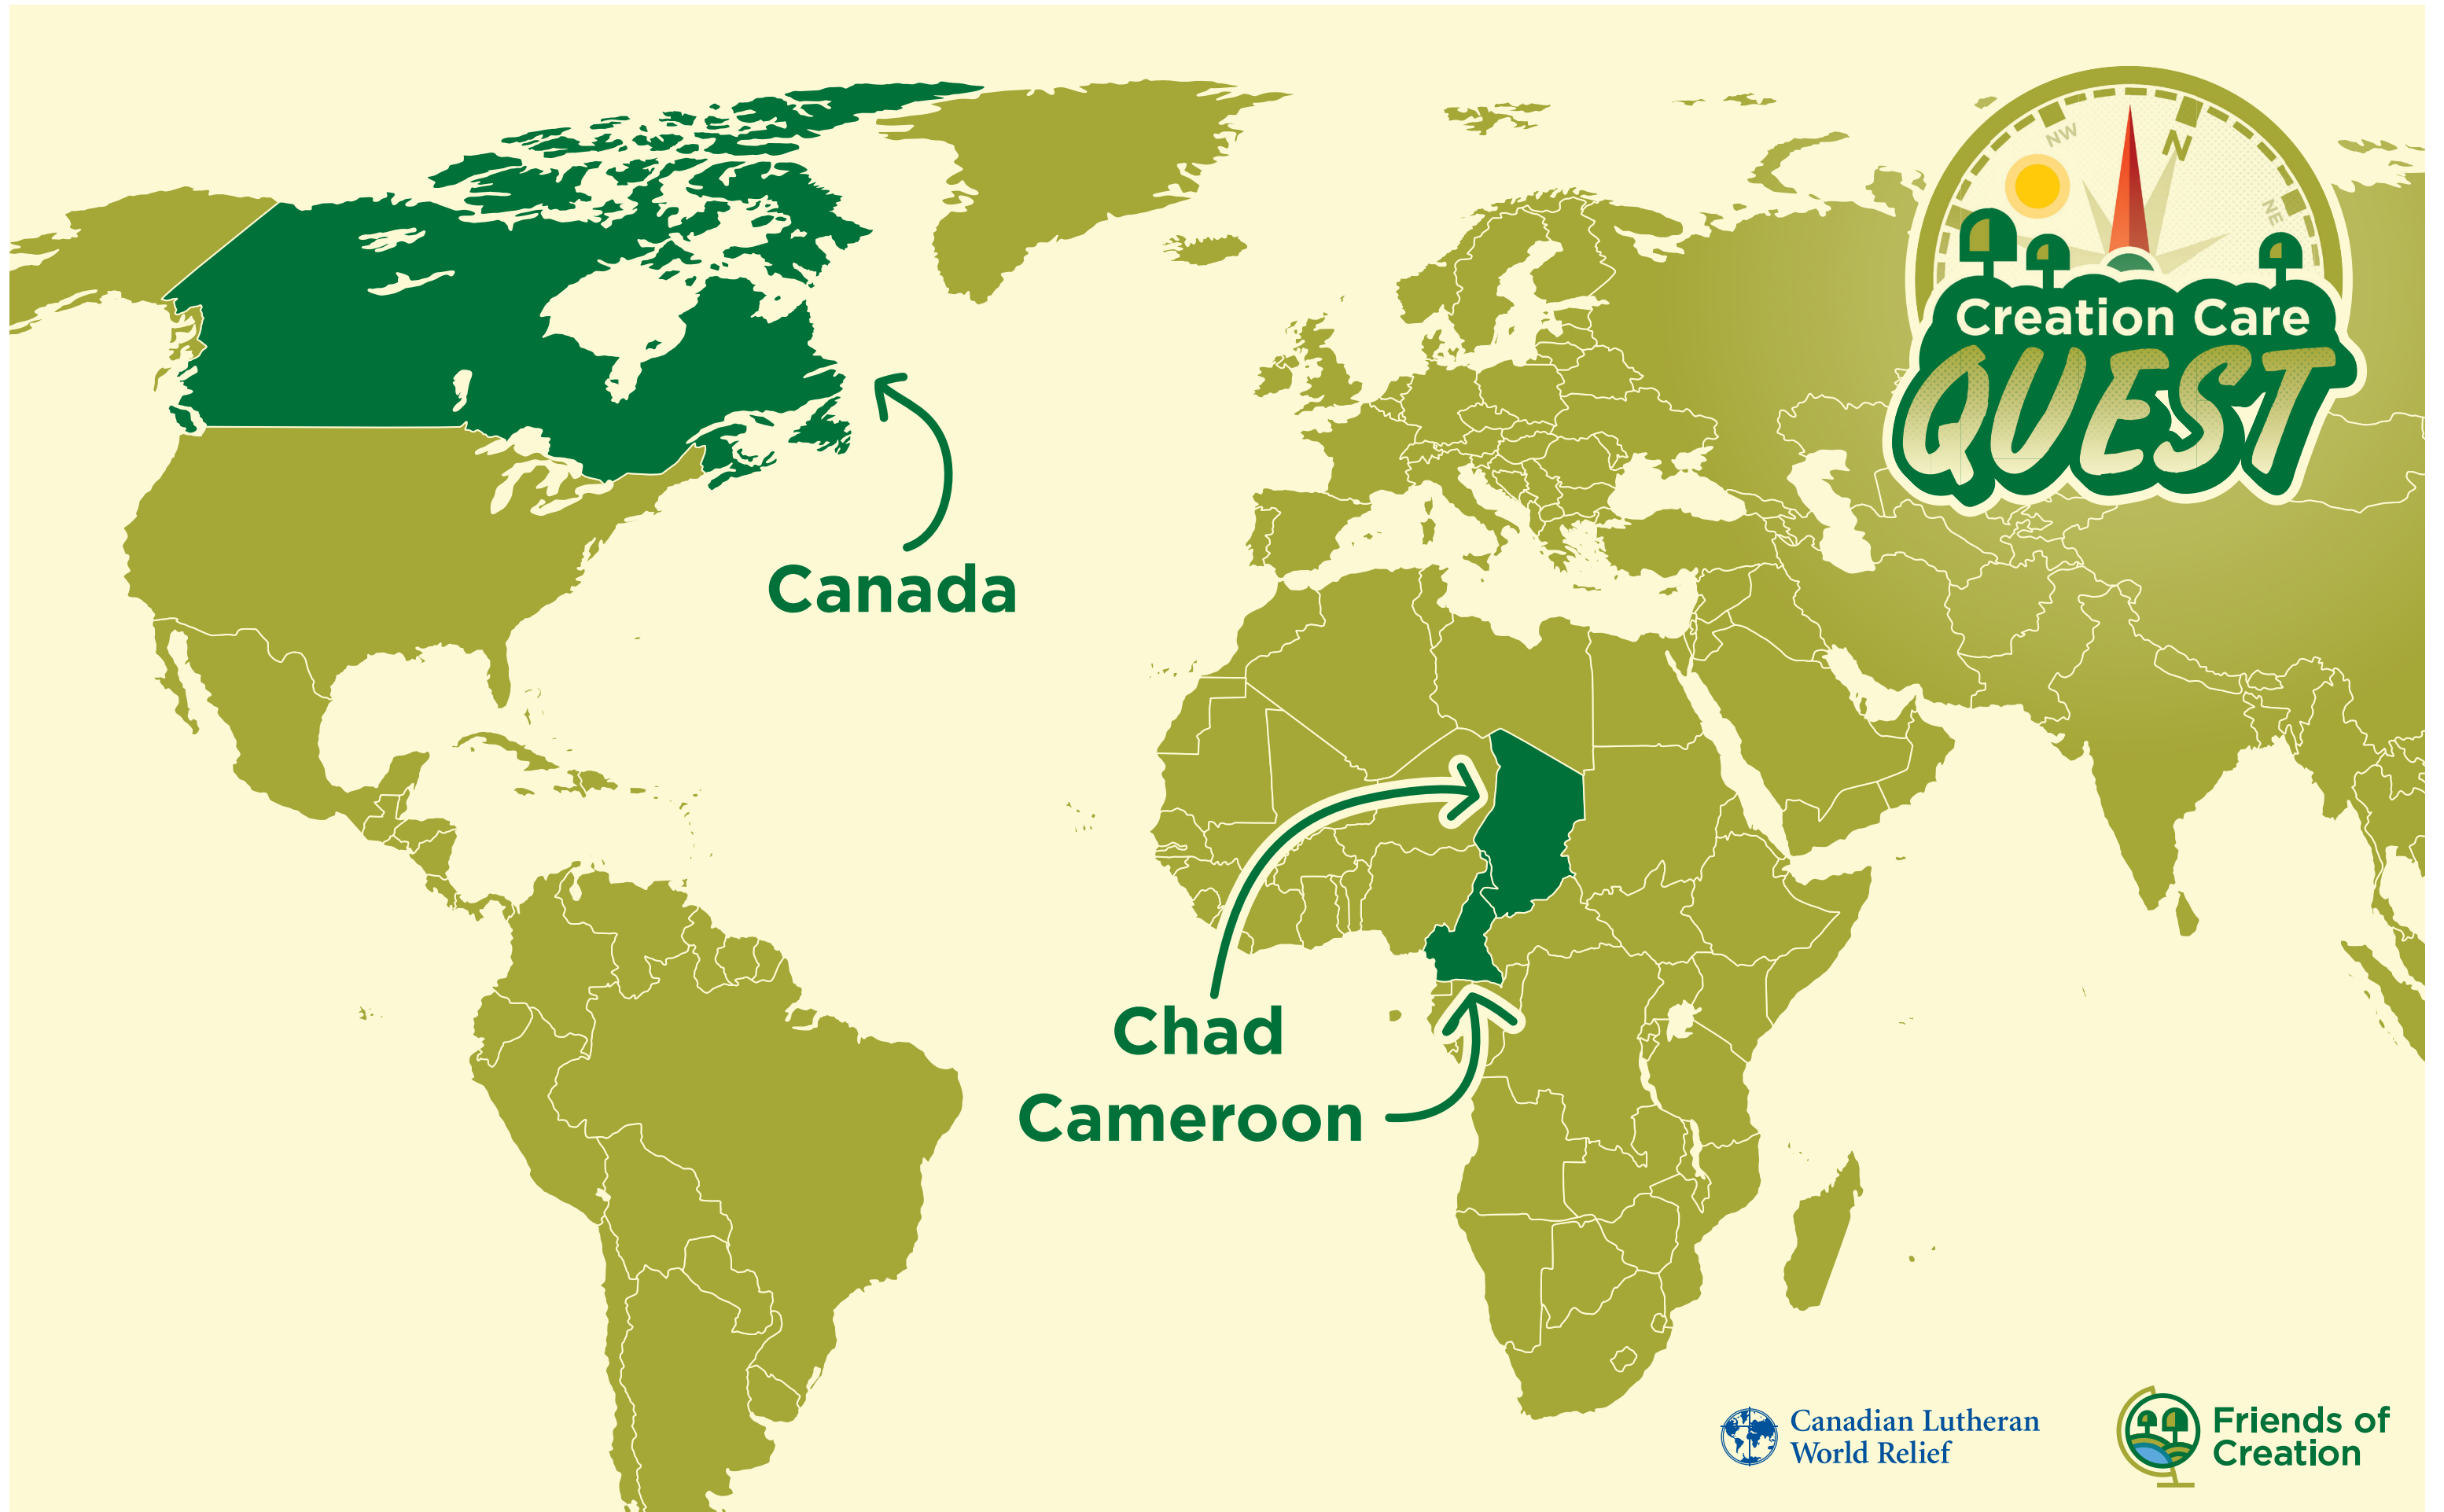 NW
N
NE
Creation Care
QUEST
Canada
Chad
Cameroon
Canadian Lutheran
World Relief
Friends of
Creation